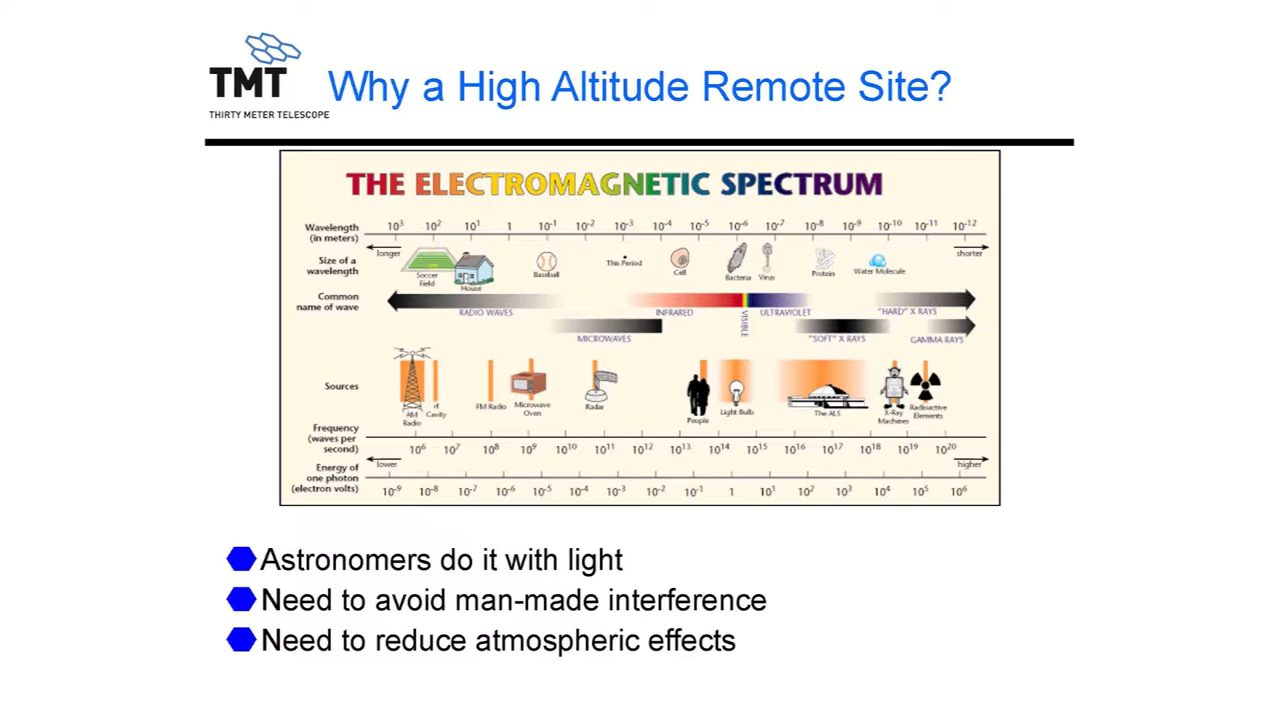 TMT
THIRTY METER TELESCOPE
Why a High Altitude Remote Site?
THE ELECTROMAGNETIC SPECTRUM
Wavelength
(in meters)
10³ 10² 10¹ 1 10⁻¹ 10⁻² 10⁻³ 10⁻⁴ 10⁻⁵ 10⁻⁶ 10⁻⁷ 10⁻⁸ 10⁻⁹ 10⁻¹⁰ 10⁻¹¹ 10⁻¹²
longer
shorter
Size of a
wavelength
Soccer
Field
House
Baseball
This Period
Cell
Bacteria
Virus
Protein
Water Molecule
Common
name of wave
RADIO WAVES
INFRARED
VISIBLE
ULTRAVIOLET
"HARD" X RAYS
MICROWAVES
"SOFT" X RAYS
GAMMA RAYS
Sources
AM
Radio
rf
Cavity
FM Radio
Microwave
Oven
Radar
People
Light Bulb
The ALS
X-Ray
Machines
Radioactive
Elements
Frequency
(waves per
second)
10⁶ 10⁷ 10⁸ 10⁹ 10¹⁰ 10¹¹ 10¹² 10¹³ 10¹⁴ 10¹⁵ 10¹⁶ 10¹⁷ 10¹⁸ 10¹⁹ 10²⁰
lower
higher
Energy of
one photon
(electron volts)
10⁻⁹ 10⁻⁸ 10⁻⁷ 10⁻⁶ 10⁻⁵ 10⁻⁴ 10⁻³ 10⁻² 10⁻¹ 1 10¹ 10² 10³ 10⁴ 10⁵ 10⁶
Astronomers do it with light
Need to avoid man-made interference
Need to reduce atmospheric effects